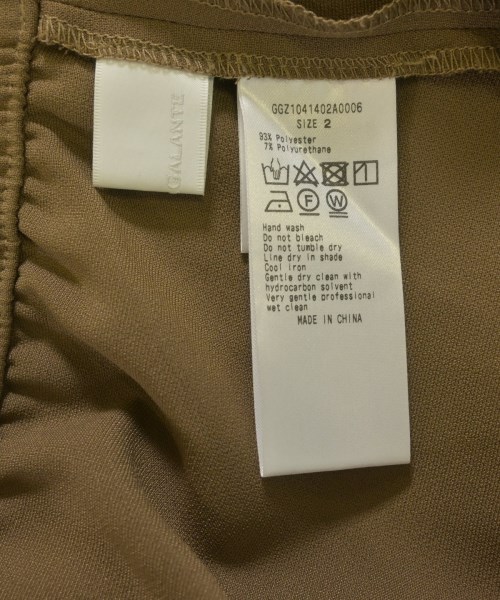 GALANTE
GGZ1041402A0006
SIZE 2
93% Polyester
7% Polyurethane
F W
Hand wash
Do not bleach
Do not tumble dry
Line dry in shade
Cool iron
Gentle dry clean with
hydrocarbon solvent
Very gentle professional
wet clean
MADE IN CHINA